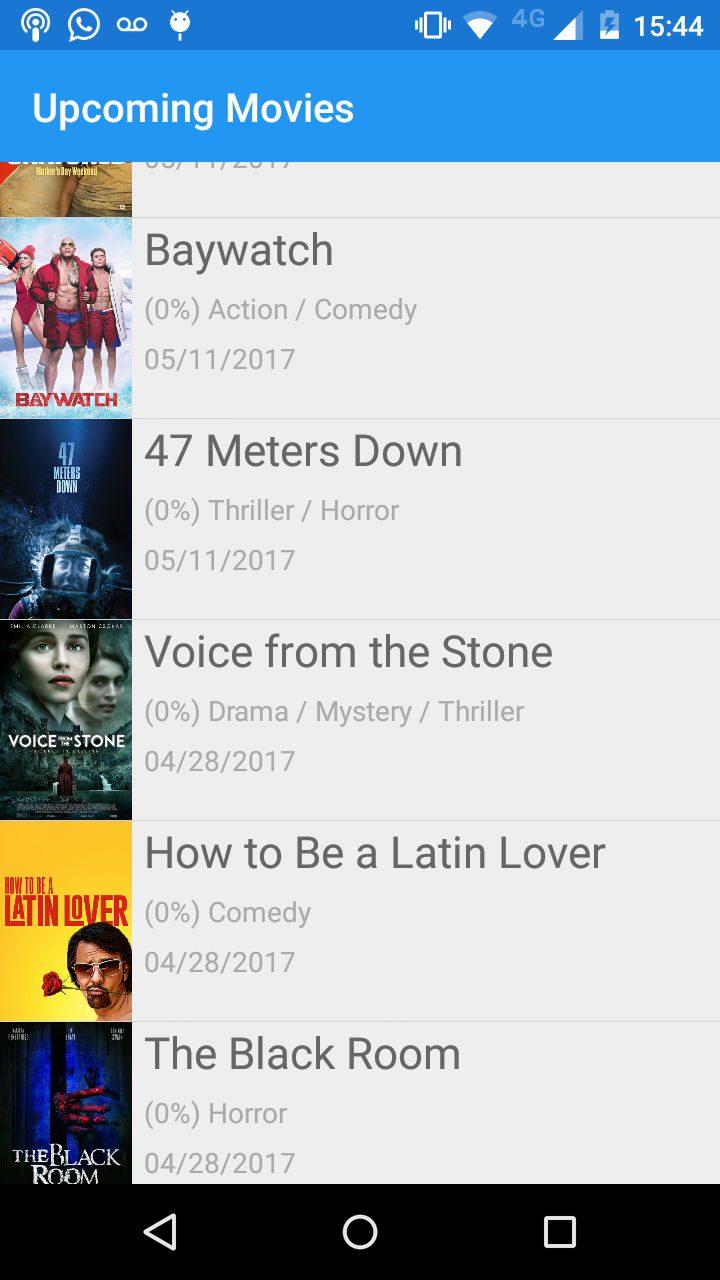 4G 15:44
Upcoming Movies
Mother's Day Weekend
Baywatch
(0%) Action / Comedy
05/11/2017
BAYWATCH
47 Meters Down
(0%) Thriller / Horror
05/11/2017
47
METERS
DOWN
Voice from the Stone
(0%) Drama / Mystery / Thriller
04/28/2017
EMILIA CLARKE MARTON CSOKAS
VOICE FROM THE STONE
How to Be a Latin Lover
(0%) Comedy
04/28/2017
HOW TO BE A
LATIN LOVER
The Black Room
(0%) Horror
04/28/2017
THE BLACK
ROOM